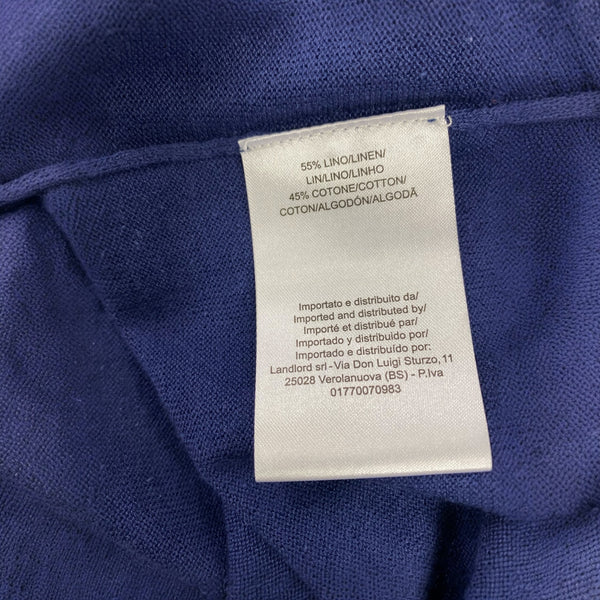 55% LINO/LINEN/
LIN/LINO/LINHO
45% COTONE/COTTON/
COTON/ALGODÓN/ALGODÃ
Importato e distribuito da/
Imported and distributed by/
Importé et distribué par/
Importado y distribuido por/
Importado e distribuído por:
Landlord srl - Via Don Luigi Sturzo, 11
25028 Verolanuova (BS) - P.Iva
01770070983